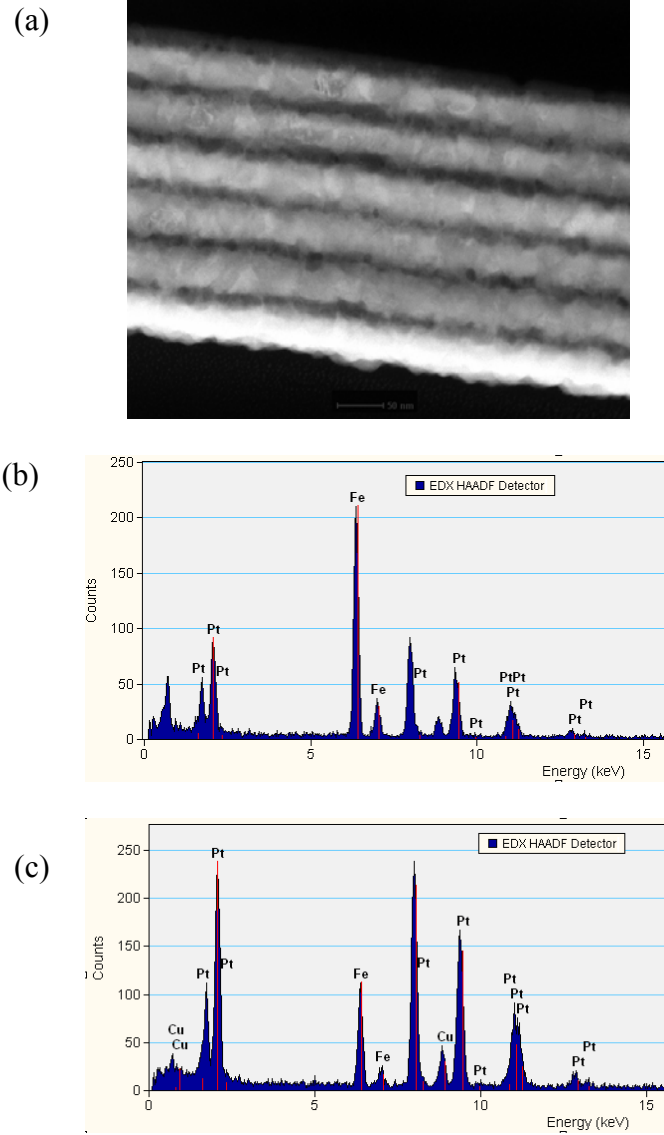 (a)
50 nm
(b)
EDX HAADF Detector
Counts
250
200
150
100
50
0
Pt
Pt
Pt
Fe
Fe
Pt
Pt
Pt
PtPt
Pt
Pt
Pt
0
5
10
15
Energy (keV)
(c)
EDX HAADF Detector
Counts
250
200
150
100
50
0
Cu
Cu
Pt
Pt
Pt
Fe
Fe
Pt
Cu
Pt
Pt
Pt
Pt
Pt
Pt
Pt
0
5
10
15
Energy (keV)